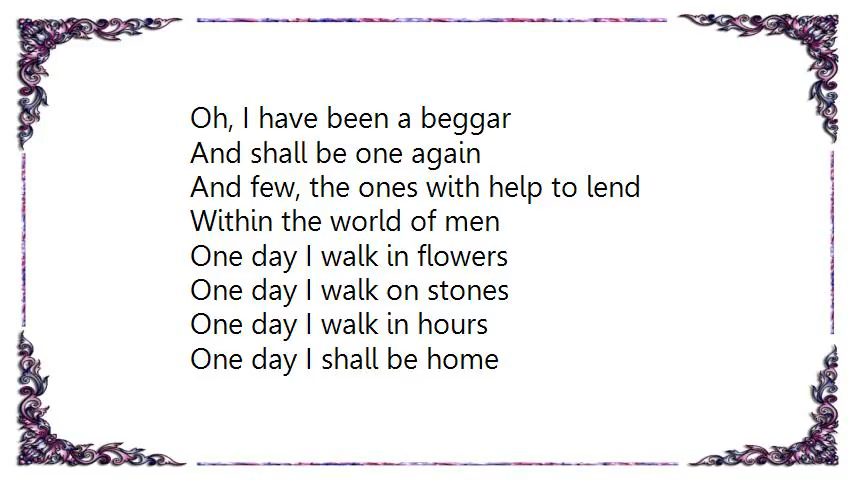 Oh, I have been a beggar
And shall be one again
And few, the ones with help to lend
Within the world of men
One day I walk in flowers
One day I walk on stones
One day I walk in hours
One day I shall be home